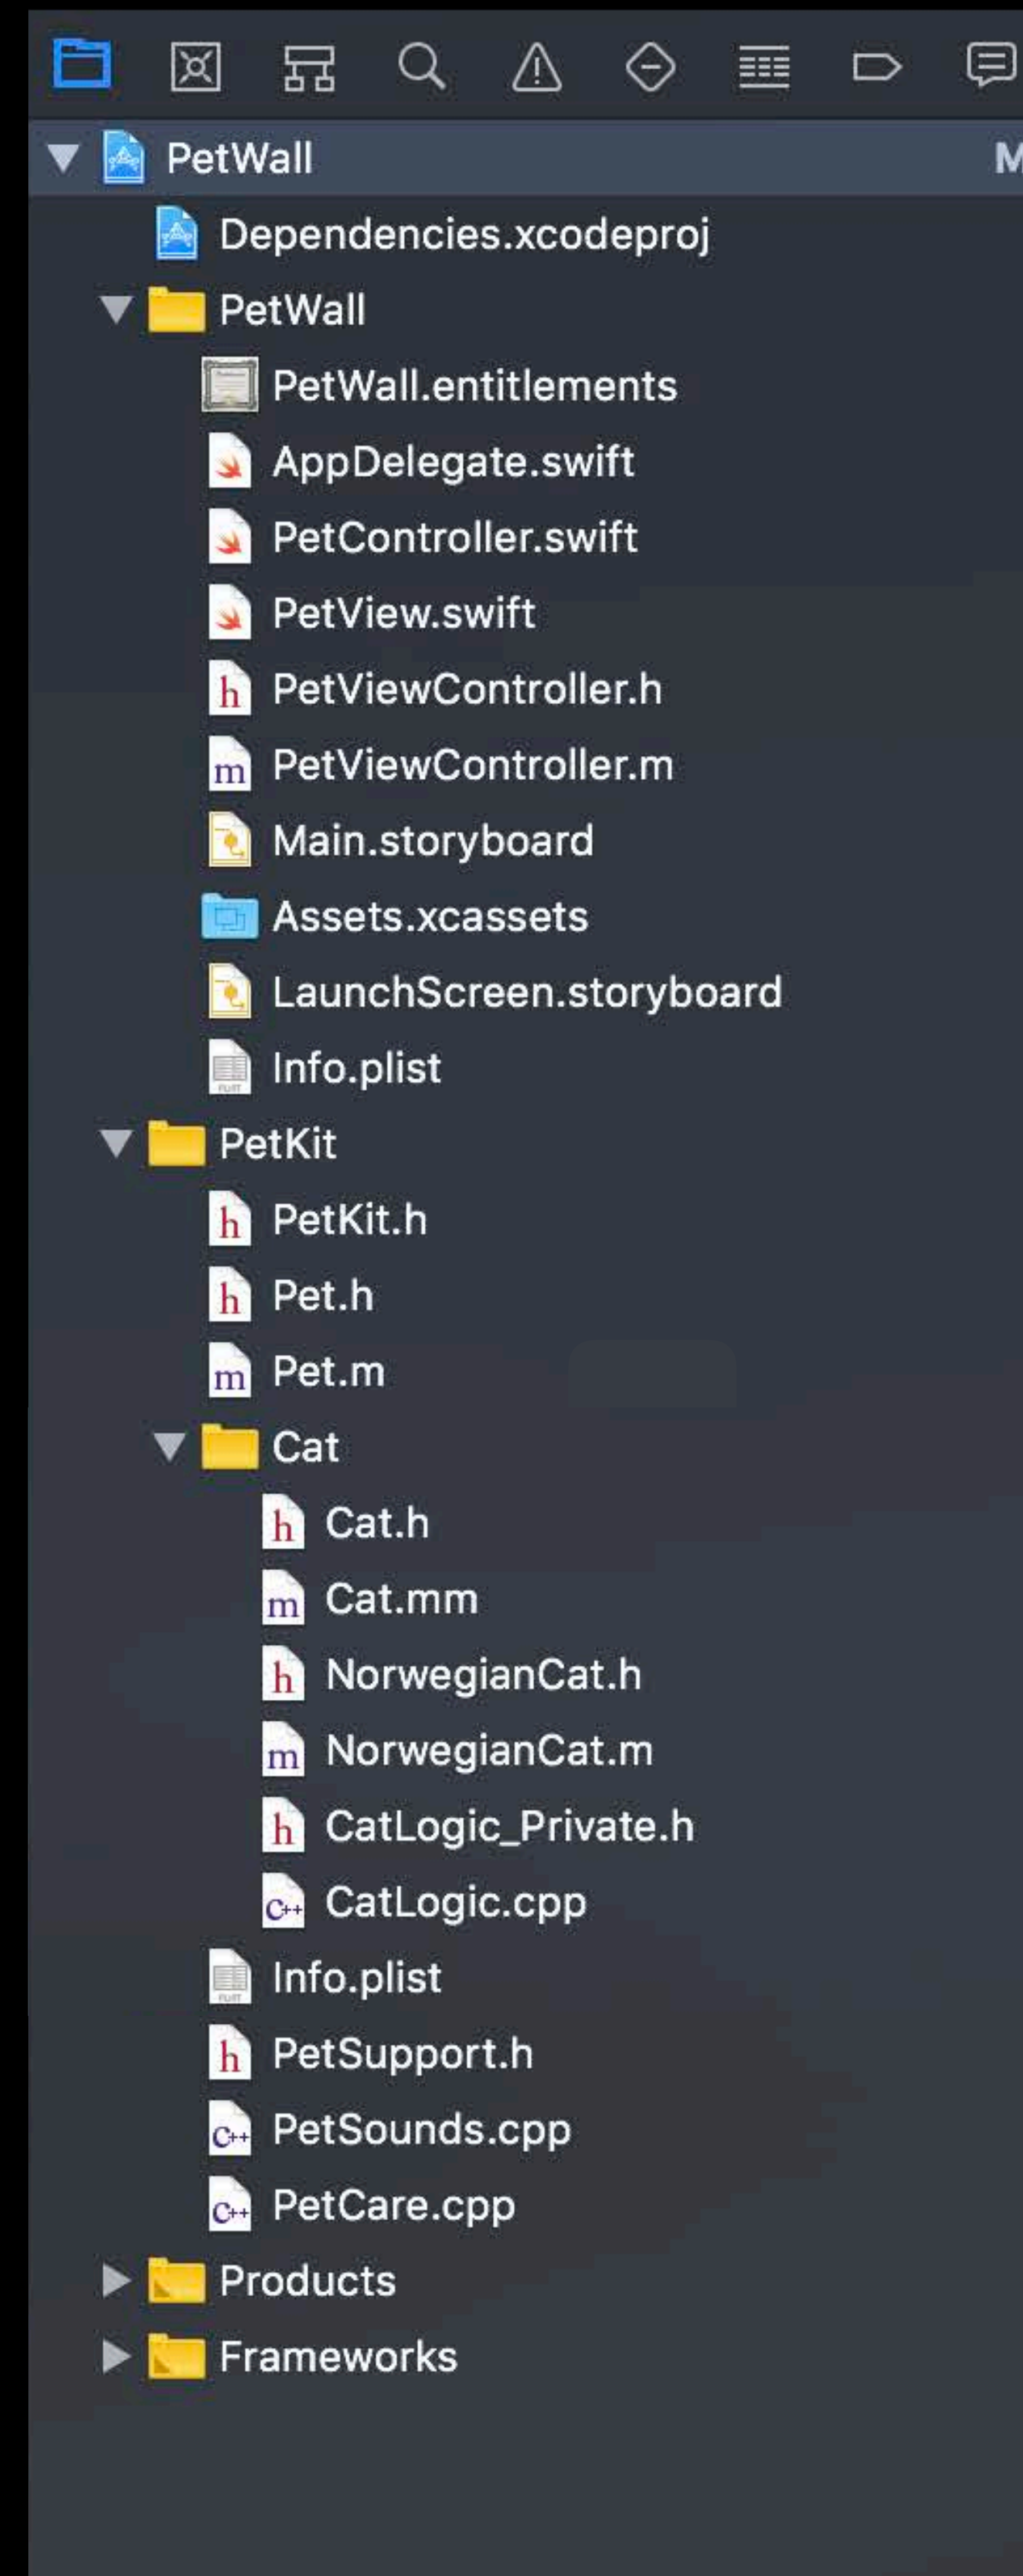 PetWall M
Dependencies.xcodeproj
PetWall
PetWall.entitlements
AppDelegate.swift
PetController.swift
PetView.swift
h PetViewController.h
m PetViewController.m
Main.storyboard
Assets.xcassets
LaunchScreen.storyboard
PLIST Info.plist
PetKit
h PetKit.h
h Pet.h
m Pet.m
Cat
h Cat.h
m Cat.mm
h NorwegianCat.h
m NorwegianCat.m
h CatLogic_Private.h
C++ CatLogic.cpp
PLIST Info.plist
h PetSupport.h
C++ PetSounds.cpp
C++ PetCare.cpp
Products
Frameworks